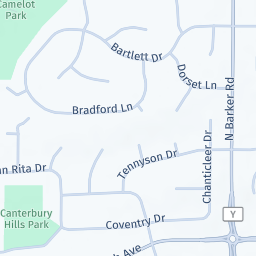 Camelot
Park
Bartlett Dr
Dorset Ln
Bradford Ln
N Barker Rd
Tennyson Dr
Rita Dr
Chanticleer Dr
Canterbury
Hills Park
Coventry Dr
Y
Ave